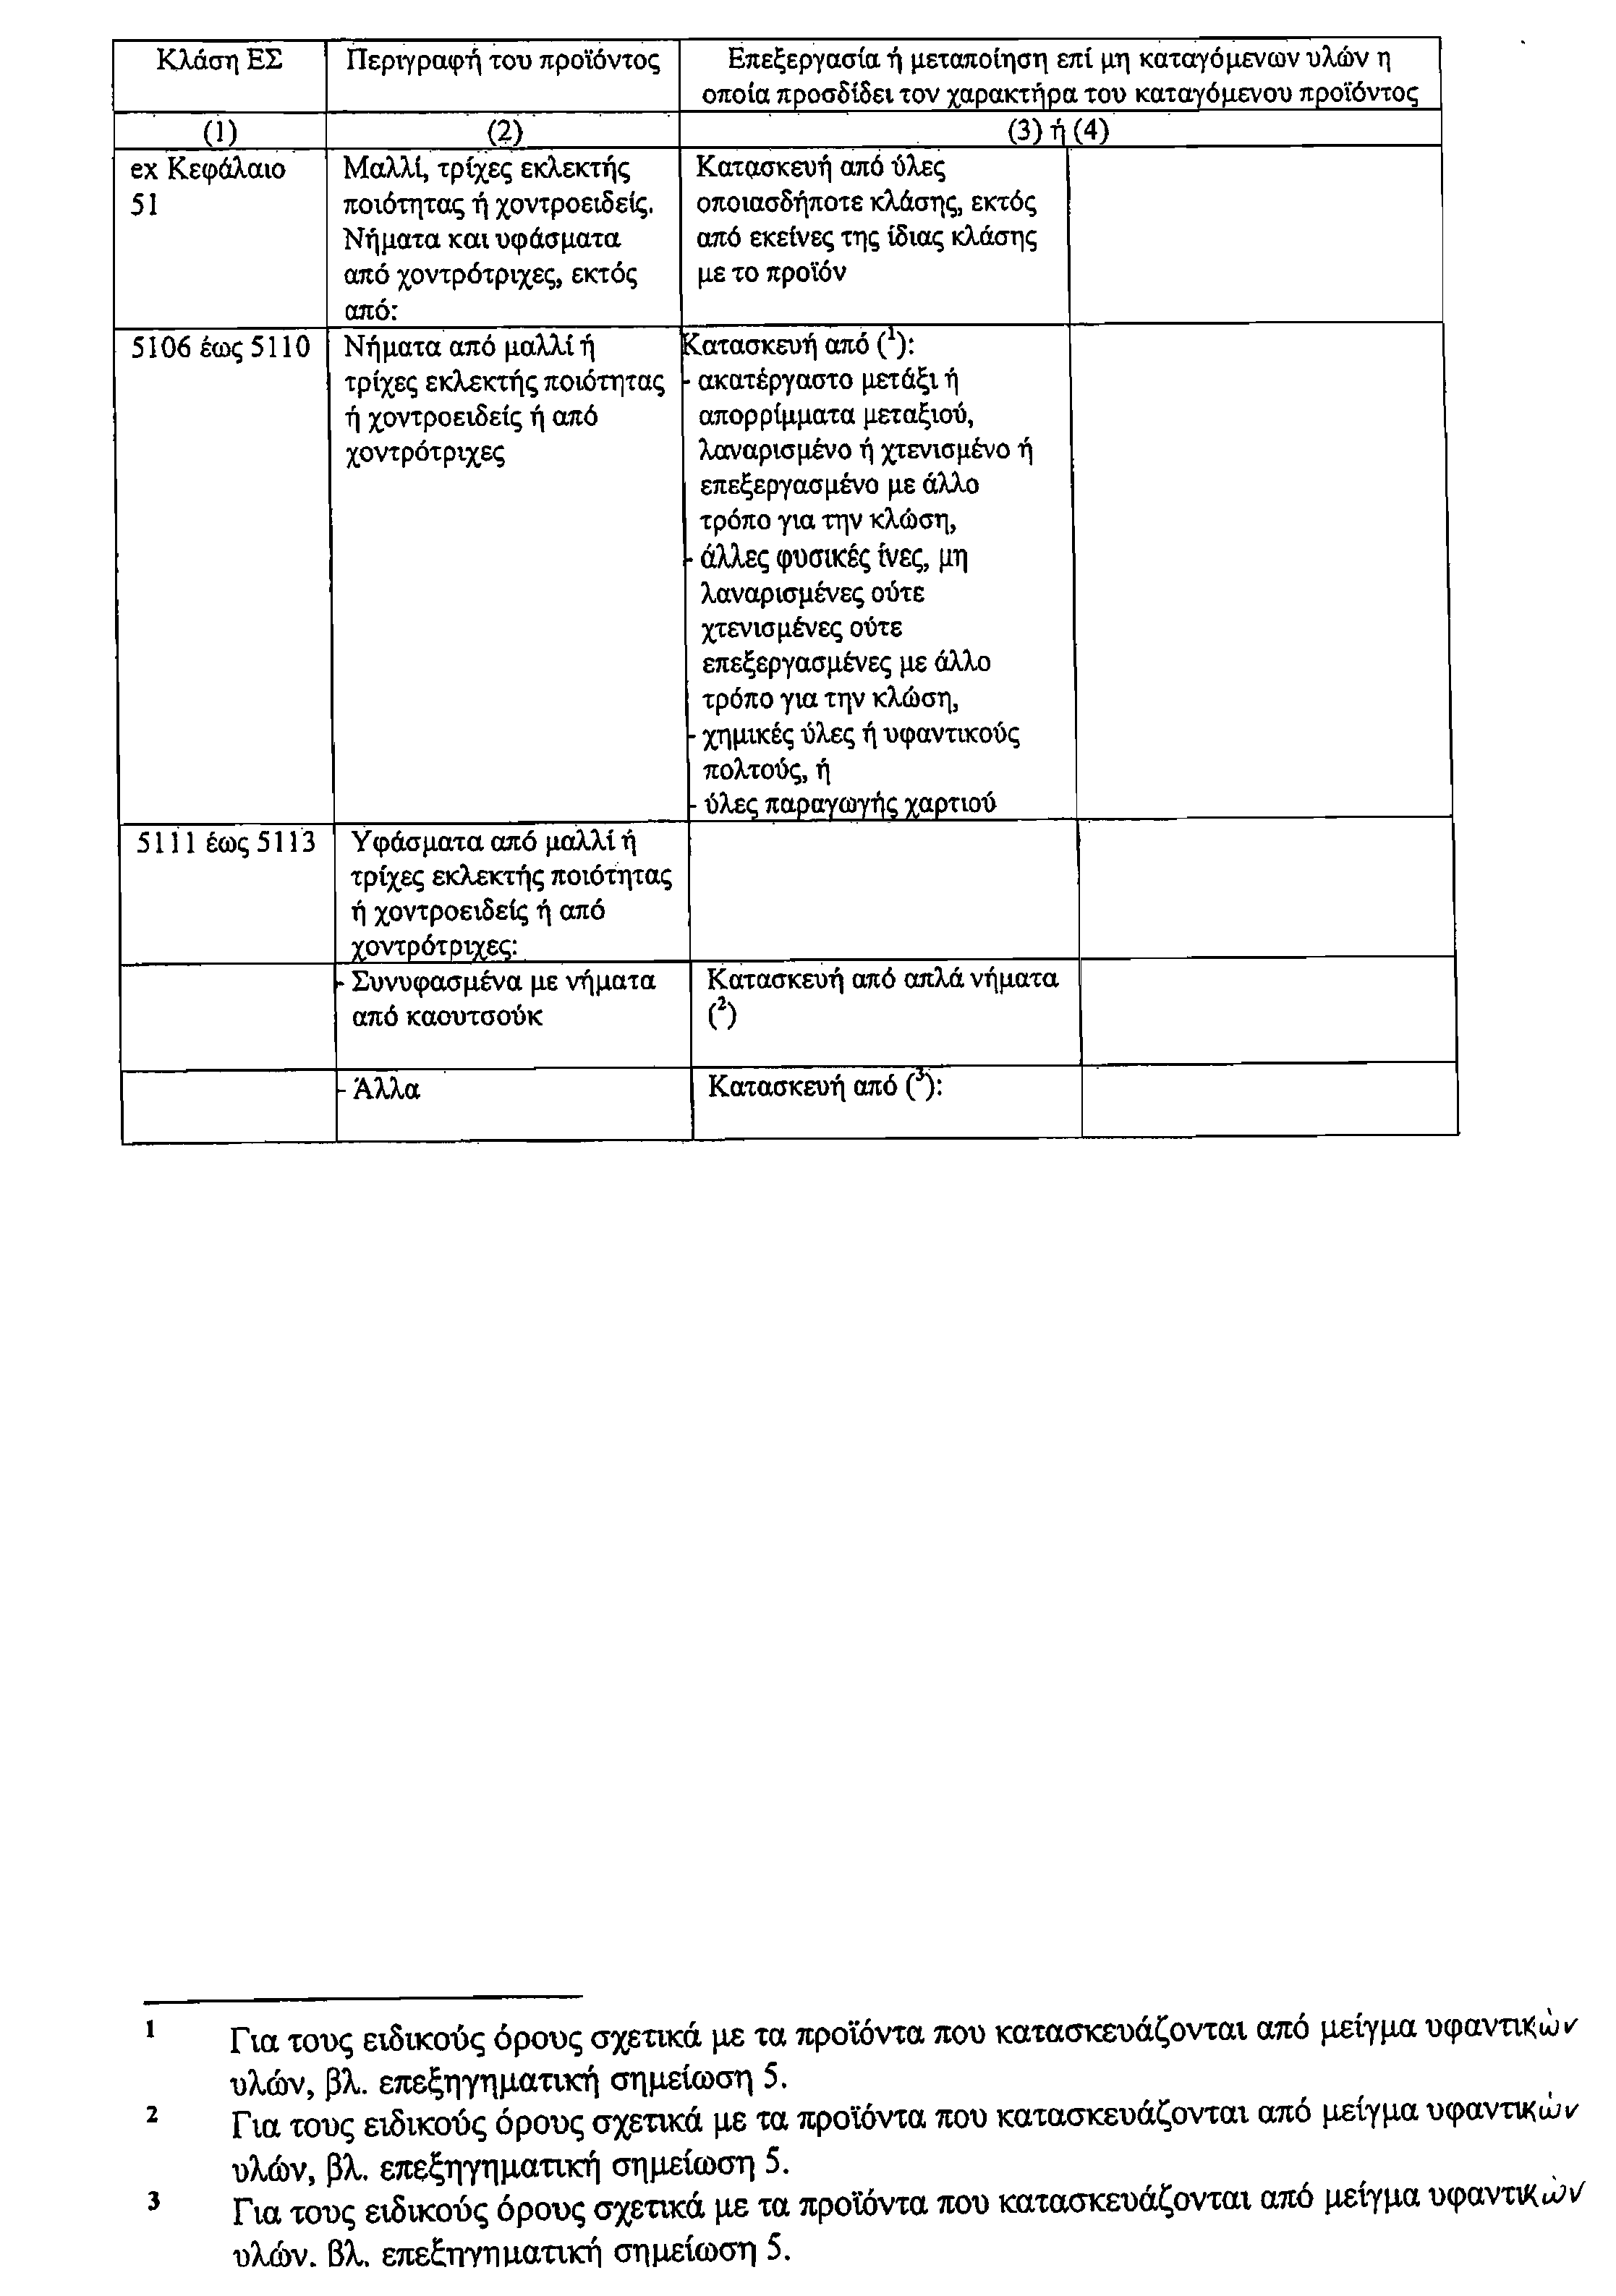 Κλάση ΕΣ
Περιγραφή του προϊόντος
Επεξεργασία ή μεταποίηση επί μη καταγόμενων υλών η
οποία προσδίδει τον χαρακτήρα του καταγόμενου προϊόντος
(1)
(2)
(3) ή (4)
ex Κεφάλαιο
51
Μαλλί, τρίχες εκλεκτής
ποιότητας ή χοντροειδείς.
Νήματα και υφάσματα
από χοντρότριχες, εκτός
από:
Κατασκευή από ύλες
οποιασδήποτε κλάσης, εκτός
από εκείνες της ίδιας κλάσης
με το προϊόν
5106 έως 5110
Νήματα από μαλλί ή
τρίχες εκλεκτής ποιότητας
ή χοντροειδείς ή από
χοντρότριχες
Κατασκευή από (¹):
- ακατέργαστο μετάξι ή
απορρίμματα μεταξιού,
λαναρισμένο ή χτενισμένο ή
επεξεργασμένο με άλλο
τρόπο για την κλώση,
- άλλες φυσικές ίνες, μη
λαναρισμένες ούτε
χτενισμένες ούτε
επεξεργασμένες με άλλο
τρόπο για την κλώση,
- χημικές ύλες ή υφαντικούς
πολτούς, ή
- ύλες παραγωγής χαρτιού
5111 έως 5113
Υφάσματα από μαλλί ή
τρίχες εκλεκτής ποιότητας
ή χοντροειδείς ή από
χοντρότριχες:
- Συνυφασμένα με νήματα
από καουτσούκ
Κατασκευή από απλά νήματα
(²)
- Άλλα
Κατασκευή από (³):
1 Για τους ειδικούς όρους σχετικά με τα προϊόντα που κατασκευάζονται από μείγμα υφαντικών
υλών, βλ. επεξηγηματική σημείωση 5.
2 Για τους ειδικούς όρους σχετικά με τα προϊόντα που κατασκευάζονται από μείγμα υφαντικών
υλών, βλ. επεξηγηματική σημείωση 5.
3 Για τους ειδικούς όρους σχετικά με τα προϊόντα που κατασκευάζονται από μείγμα υφαντικών
υλών. βλ. επεξηγηματική σημείωση 5.